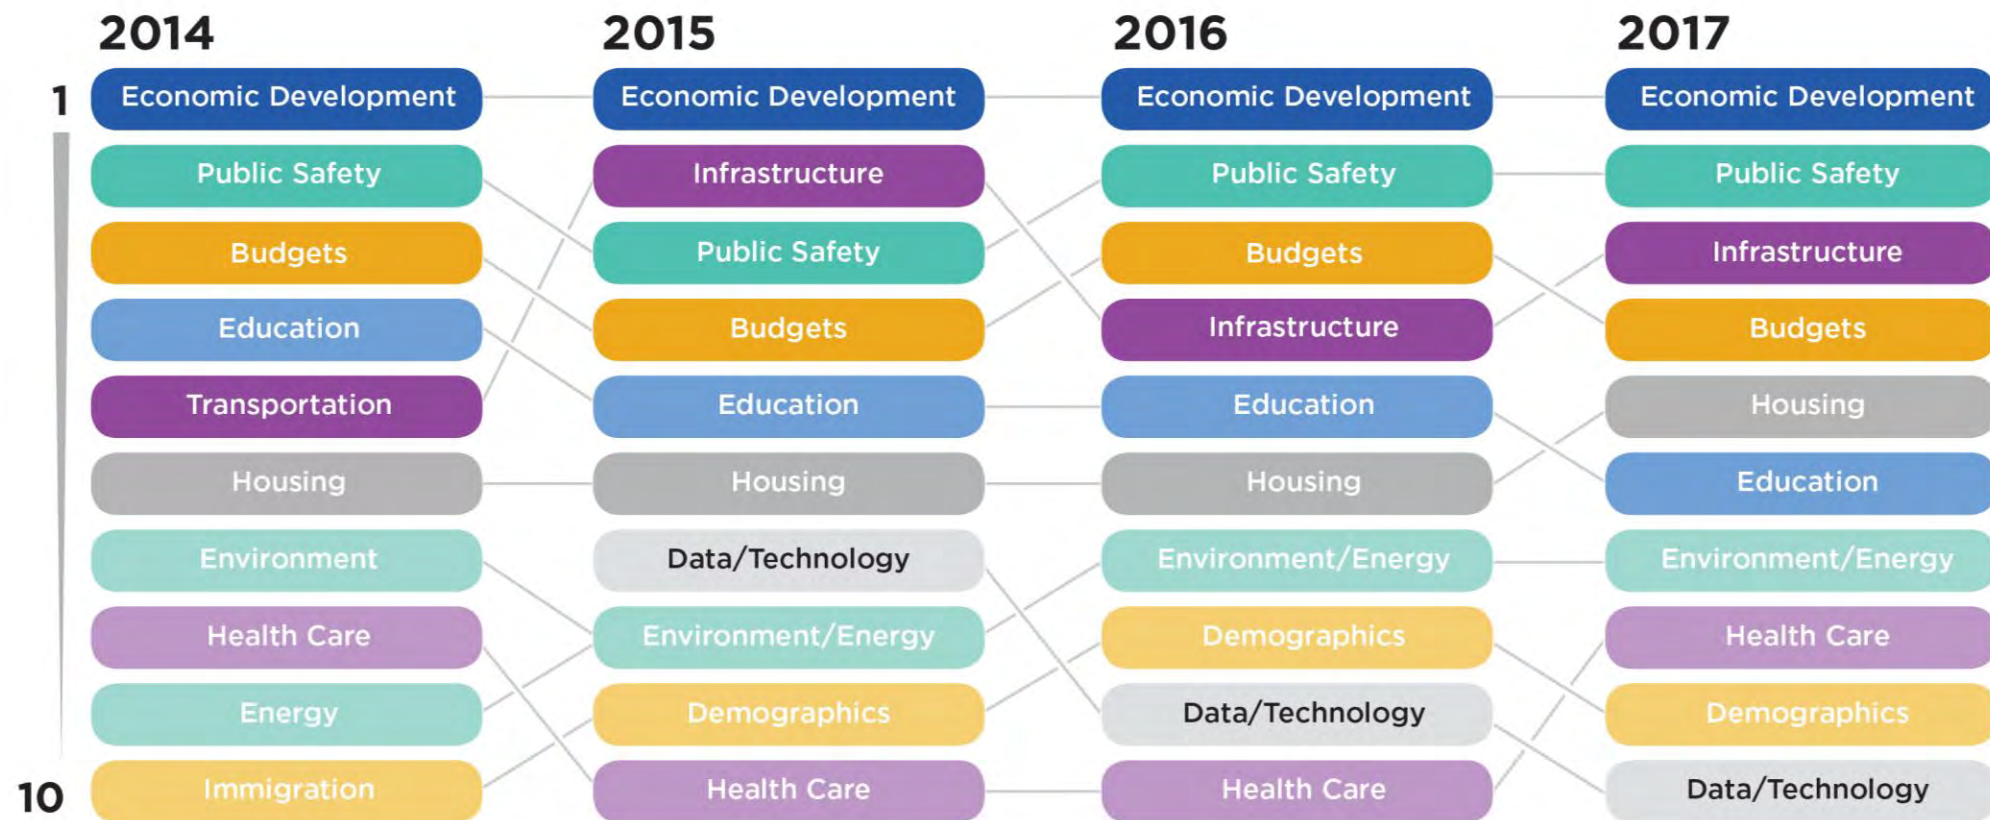 2014 2015 2016 2017
1 Economic Development Economic Development Economic Development Economic Development
Public Safety Infrastructure Public Safety Public Safety
Budgets Public Safety Budgets Infrastructure
Education Budgets Infrastructure Budgets
Transportation Education Education Housing
Housing Housing Housing Education
Environment Data/Technology Environment/Energy Environment/Energy
Health Care Environment/Energy Demographics Health Care
Energy Demographics Data/Technology Demographics
10 Immigration Health Care Health Care Data/Technology